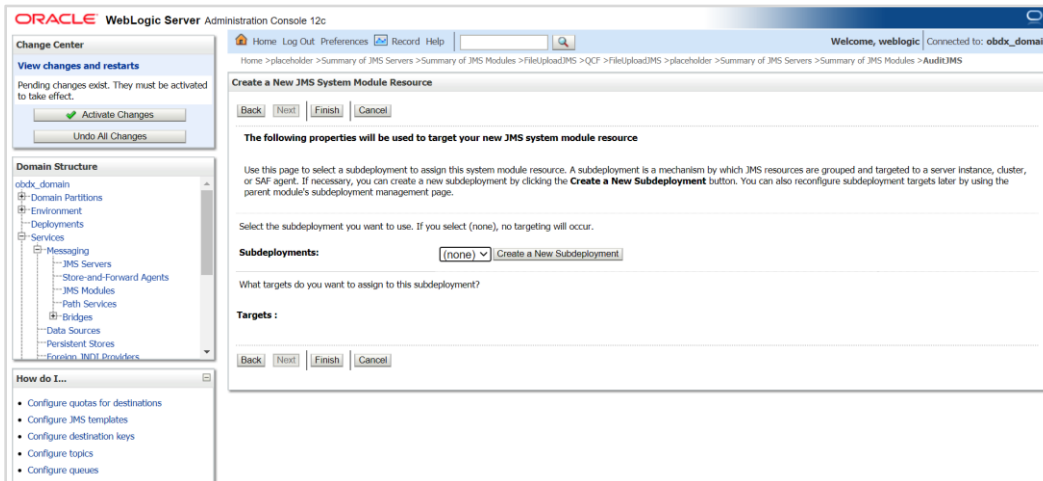 ORACLE WebLogic Server Administration Console 12c
Change Center
View changes and restarts
Pending changes exist. They must be activated
to take effect.
Activate Changes
Undo All Changes
Domain Structure
obdx_domain
Domain Partitions
Environment
Deployments
Services
Messaging
JMS Servers
Store-and-Forward Agents
JMS Modules
Path Services
Bridges
Data Sources
Persistent Stores
Foreign JNDI Providers
How do I...
Configure quotas for destinations
Configure JMS templates
Configure destination keys
Configure topics
Configure queues
Home Log Out Preferences Record Help
Welcome, weblogic Connected to: obdx_domai
Home >placeholder >Summary of JMS Servers >Summary of JMS Modules >FileUploadJMS >QCF >FileUploadJMS >placeholder >Summary of JMS Servers >Summary of JMS Modules >AuditJMS
Create a New JMS System Module Resource
Back Next Finish Cancel
The following properties will be used to target your new JMS system module resource
Use this page to select a subdeployment to assign this system module resource. A subdeployment is a mechanism by which JMS resources are grouped and targeted to a server instance, cluster,
or SAF agent. If necessary, you can create a new subdeployment by clicking the Create a New Subdeployment button. You can also reconfigure subdeployment targets later by using the
parent module's subdeployment management page.
Select the subdeployment you want to use. If you select (none), no targeting will occur.
Subdeployments: (none) Create a New Subdeployment
What targets do you want to assign to this subdeployment?
Targets :
Back Next Finish Cancel